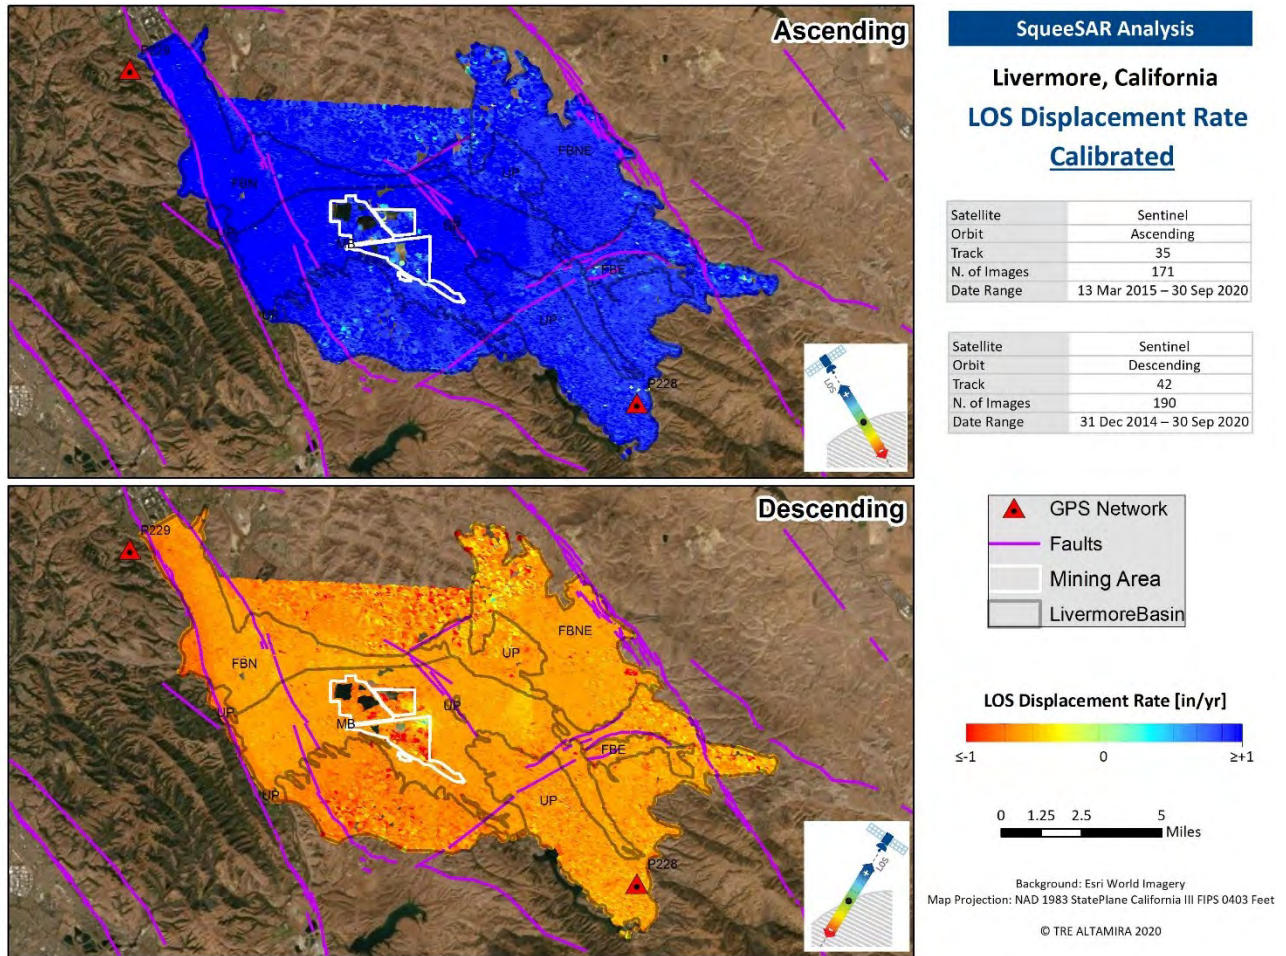 Ascending
P229
FBNE
UP
FBN
UP
MB
UP
FBE
UP
UP
P228
LOS
Descending
P229
FBNE
UP
FBN
UP
UP
MB
FBE
UP
UP
P228
LOS
SqueeSAR Analysis
Livermore, California
LOS Displacement Rate
Calibrated
Satellite Sentinel
Orbit Ascending
Track 35
N. of Images 171
Date Range 13 Mar 2015 – 30 Sep 2020
Satellite Sentinel
Orbit Descending
Track 42
N. of Images 190
Date Range 31 Dec 2014 – 30 Sep 2020
GPS Network
Faults
Mining Area
LivermoreBasin
LOS Displacement Rate [in/yr]
≤-1 0 ≥+1
0 1.25 2.5 5
Miles
Background: Esri World Imagery
Map Projection: NAD 1983 StatePlane California III FIPS 0403 Feet
© TRE ALTAMIRA 2020